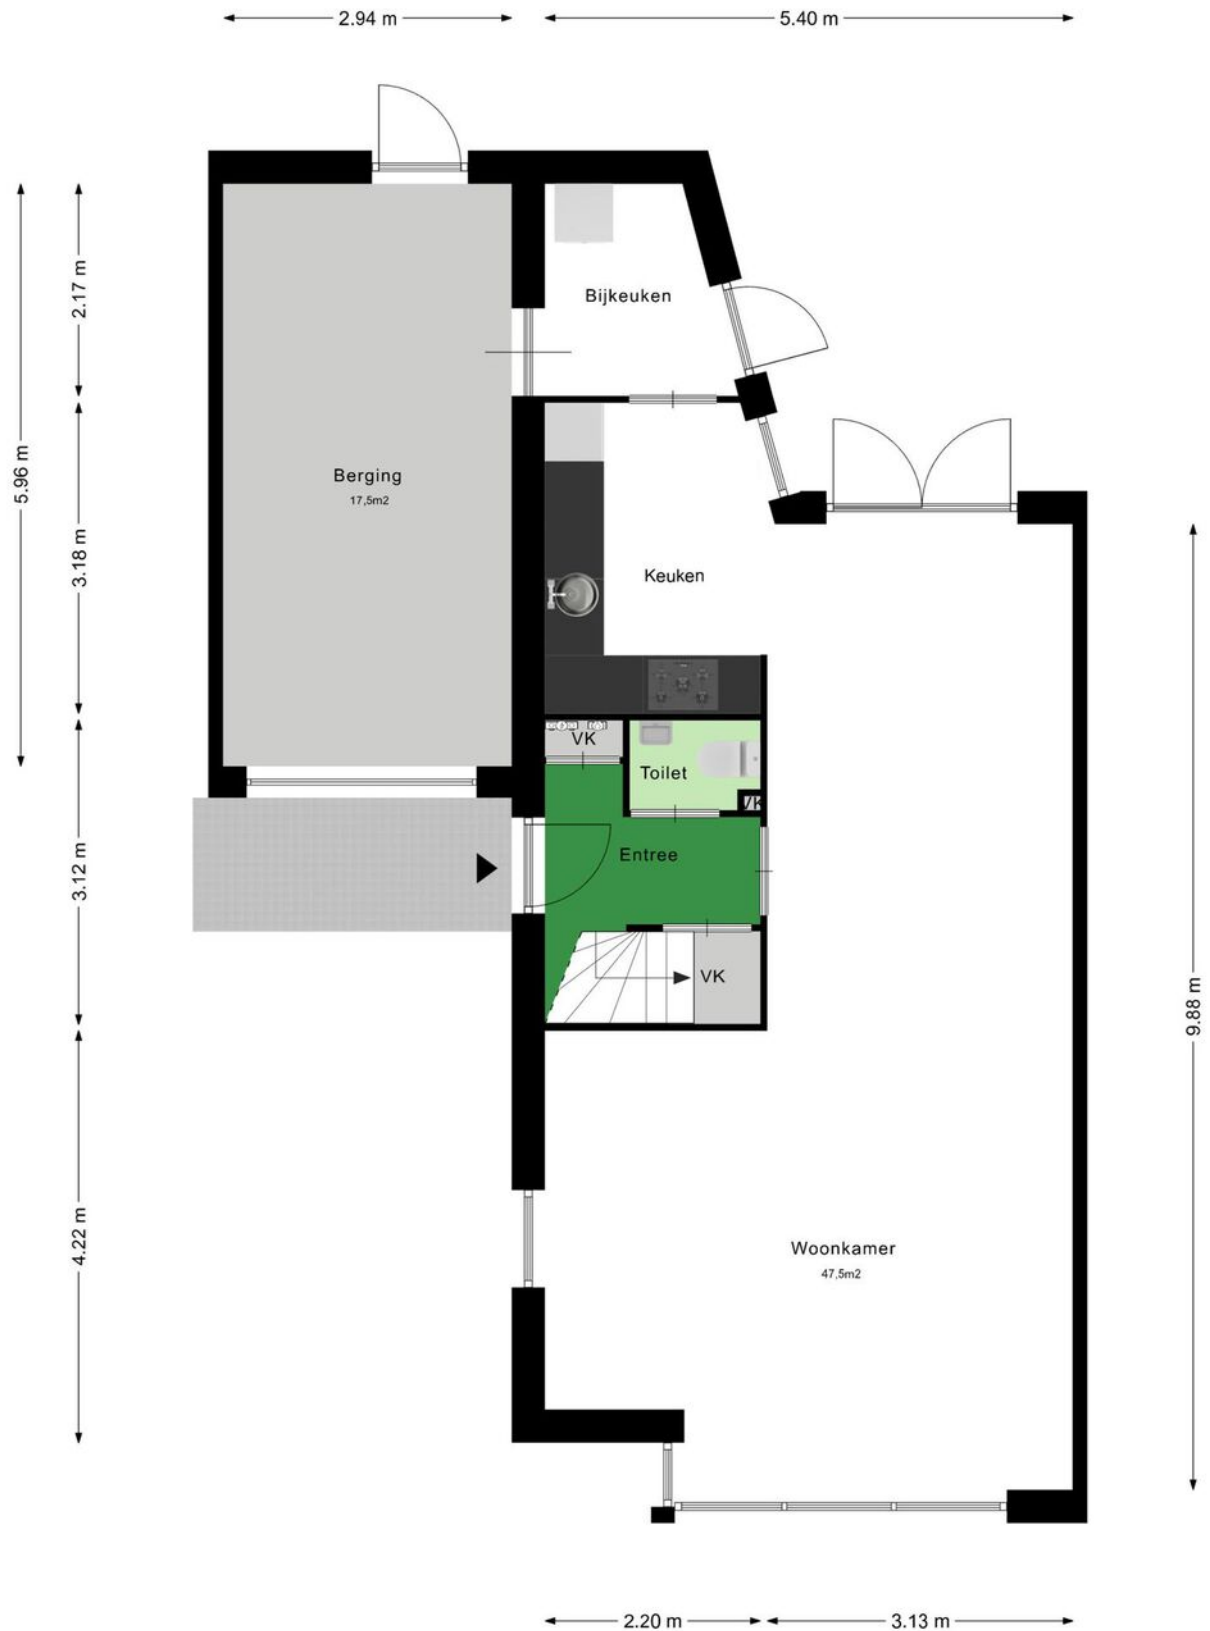 2.94 m
5.40 m
2.17 m
Bijkeuken
5.96 m
Berging
17,5m2
3.18 m
Keuken
VK
Toilet
VK
3.12 m
Entree
VK
9.88 m
4.22 m
Woonkamer
47,5m2
2.20 m
3.13 m